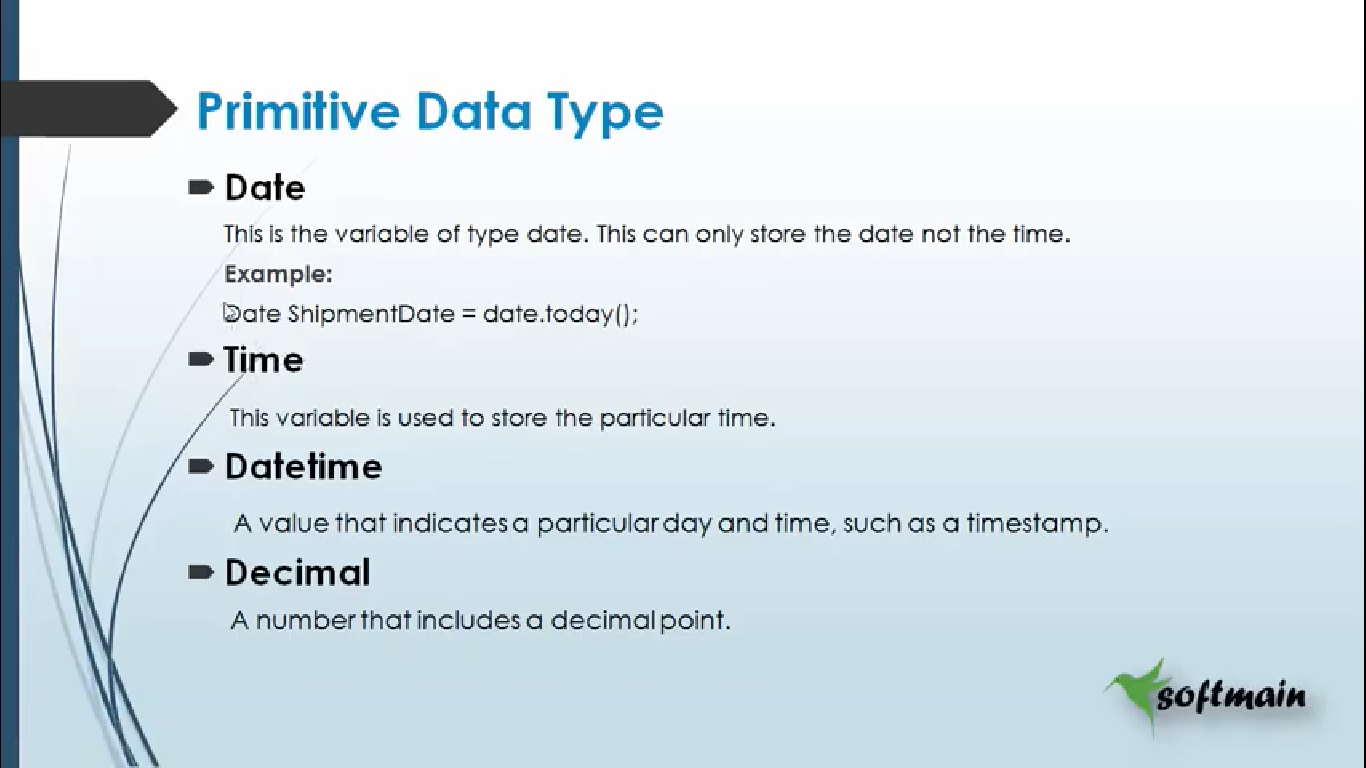 Primitive Data Type
Date
This is the variable of type date. This can only store the date not the time.
Example:
Date ShipmentDate = date.today();
Time
This variable is used to store the particular time.
Datetime
A value that indicates a particular day and time, such as a timestamp.
Decimal
A number that includes a decimal point.
softmain